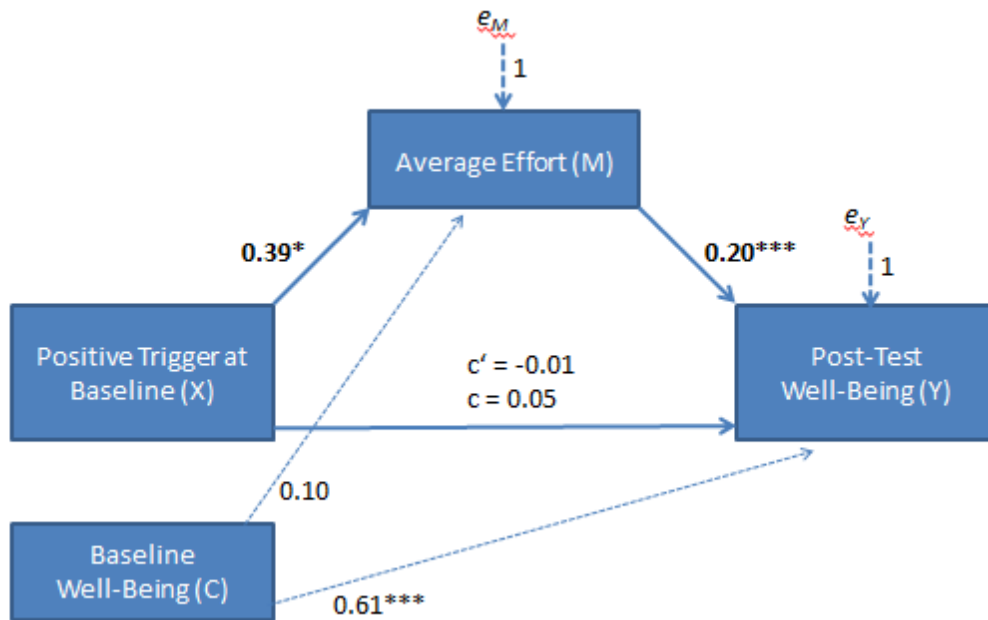 e_M
1
Average Effort (M)
e_Y
0.39*
0.20***
1
Positive Trigger at
Baseline (X)
c‘ = -0.01
c = 0.05
Post-Test
Well-Being (Y)
0.10
Baseline
Well-Being (C)
0.61***